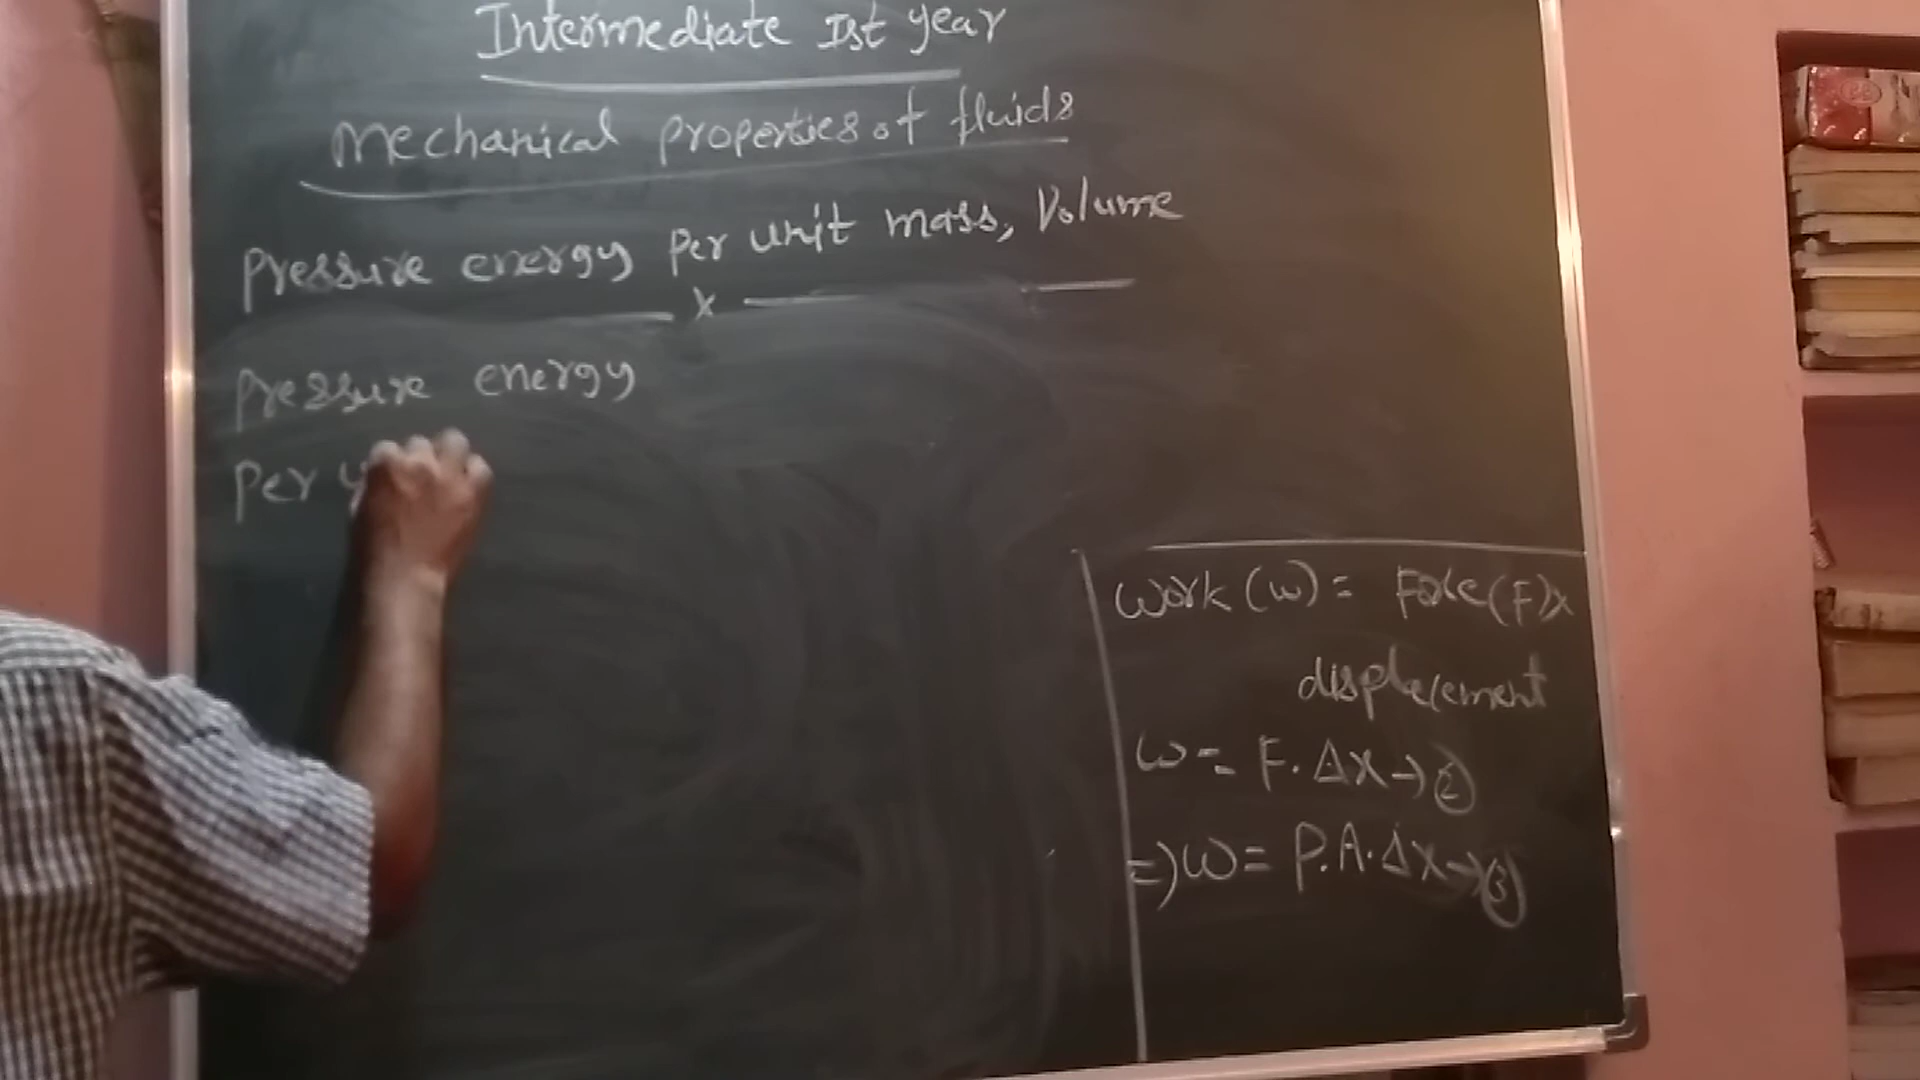 Intermediate Ist year
Mechanical properties of fluids
Pressure energy Per unit mass, Volume
x
Pressure energy
Per
Work (W) = Force (F) x
displacement
W = F. Δx → 2
=> W = P.A. Δx → 3